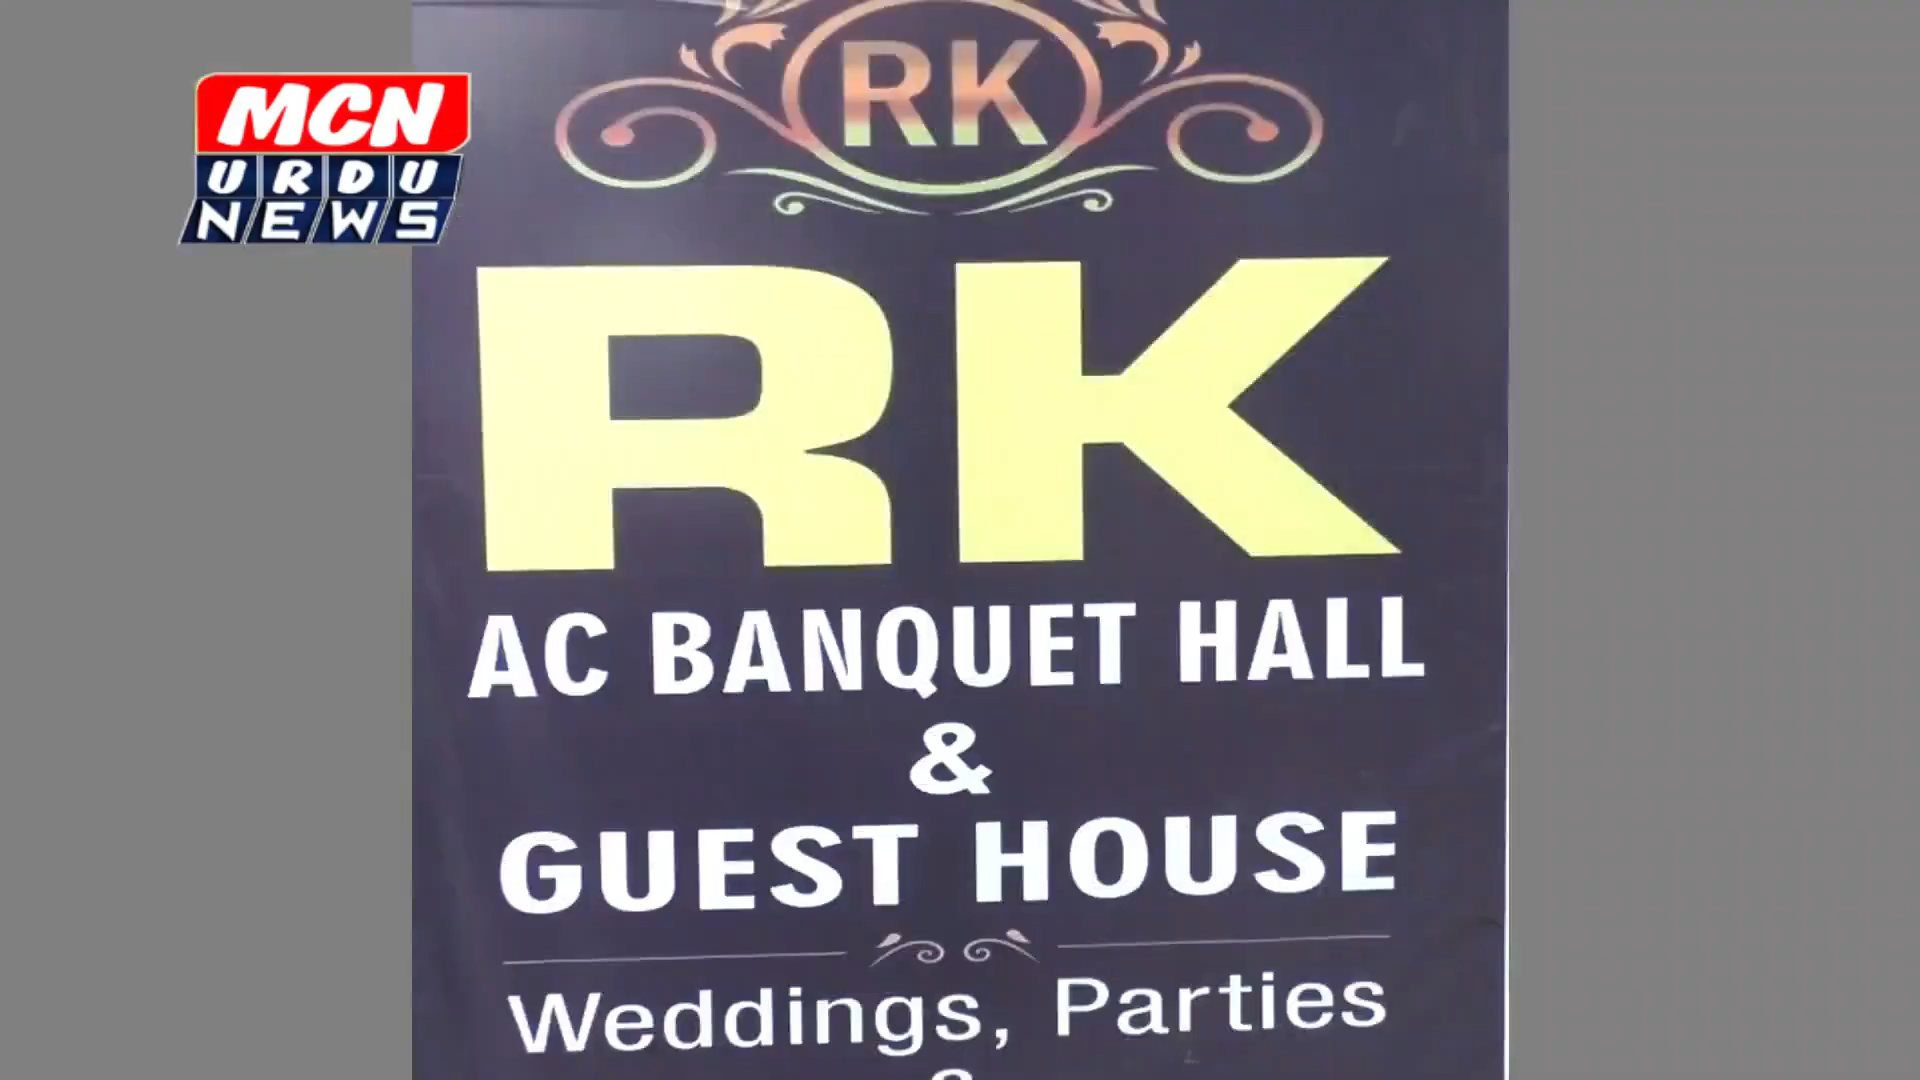 MCN
URDU
NEWS
RK
RK
AC BANQUET HALL
&
GUEST HOUSE
Weddings, Parties